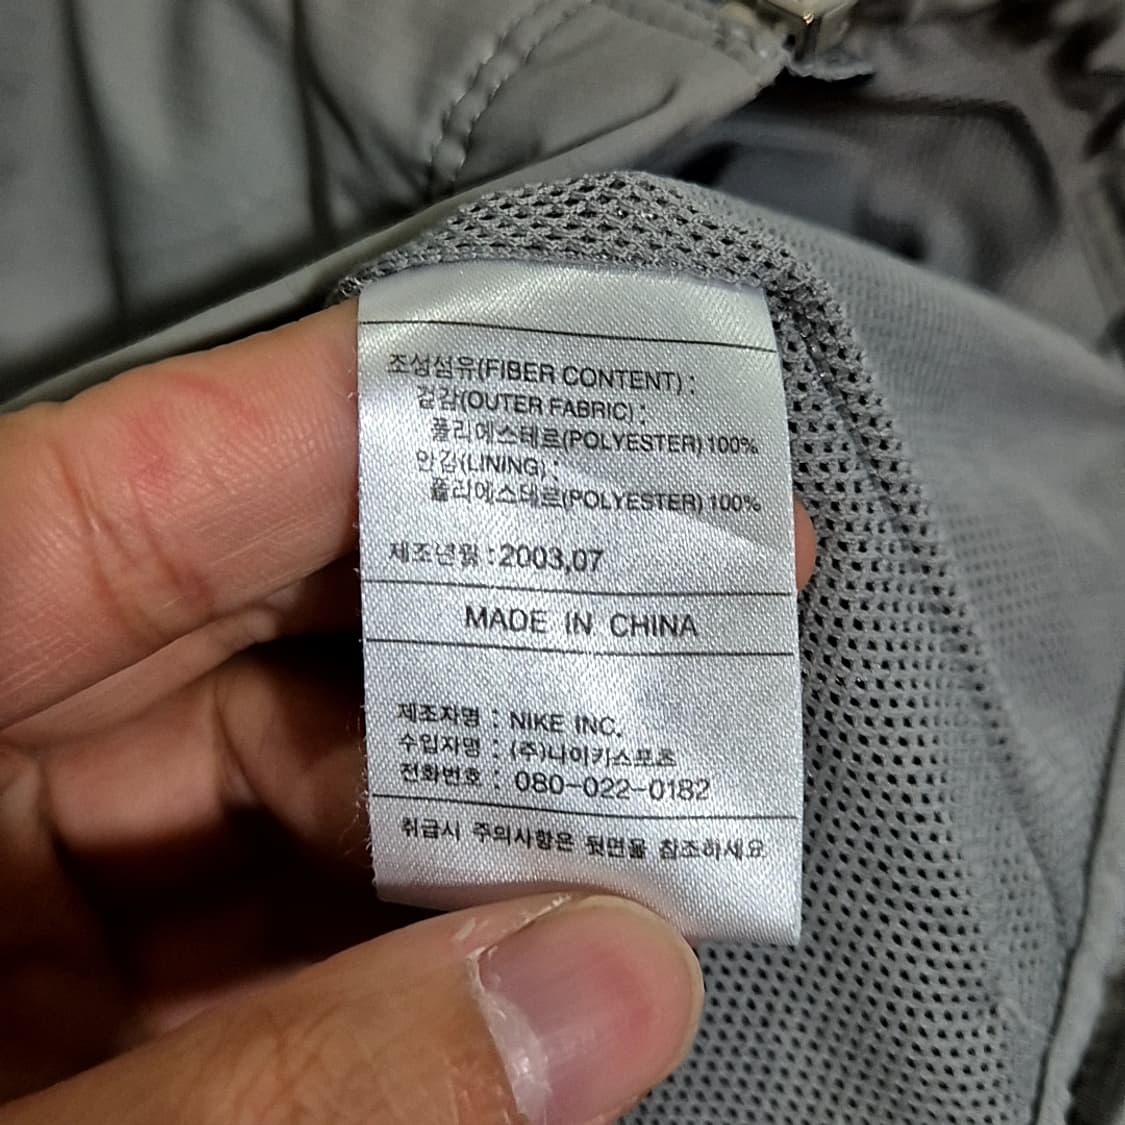 조성섬유(FIBER CONTENT) :
겉감(OUTER FABRIC) :
폴리에스테르(POLYESTER) 100%
안감(LINING) :
폴리에스테르(POLYESTER) 100%
제조년월 : 2003.07
MADE IN CHINA
제조자명 : NIKE INC.
수입자명 : (주)나이키스포츠
전화번호 : 080-022-0182
취급시 주의사항은 뒷면을 참조하세요